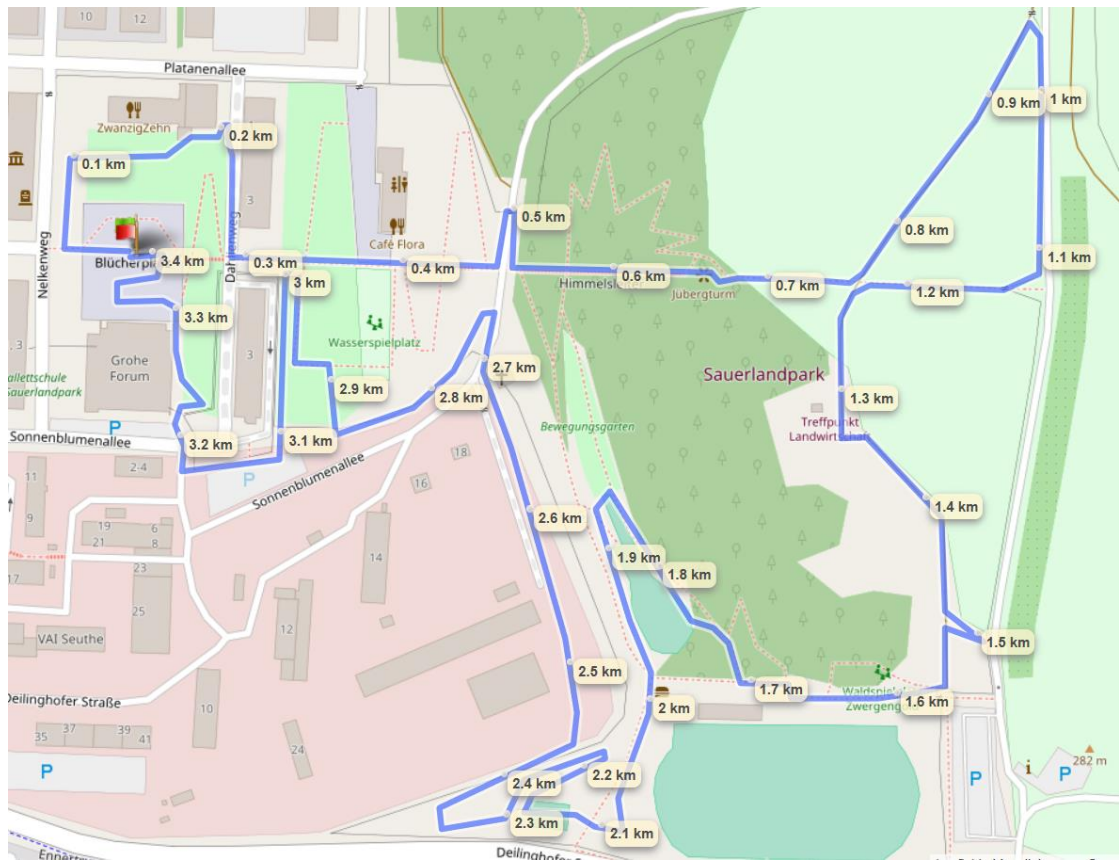 10
12
Platanenallee
ZwanzigZehn
0.2 km
0.1 km
0.9 km
1 km
3
Nelkenweg
Café Flora
0.5 km
0.8 km
3.4 km
0.3 km
0.4 km
0.6 km
0.7 km
1.1 km
3 km
Himmelsleiter
Jübergturm
1.2 km
3.3 km
Wasserspielplatz
3
3
Grohe
Forum
2.7 km
2.9 km
2.8 km
Sauerlandpark
1.3 km
Sauerlandpark
P
Treffpunkt
Landwirtschaft
Bewegungsgarten
Sonnenblumenallee
3.2 km
3.1 km
11
2-4
P
Sonnenblumenallee
18
16
1.4 km
9
19
6
21
8
2.6 km
14
1.9 km
17
23
1.8 km
25
12
VAI Seuthe
1.5 km
2.5 km
1.7 km
1.6 km
Deilinghofer Straße
10
2 km
37
39
35
41
24
P
2.2 km
2.4 km
282 m
P
P
2.3 km
2.1 km